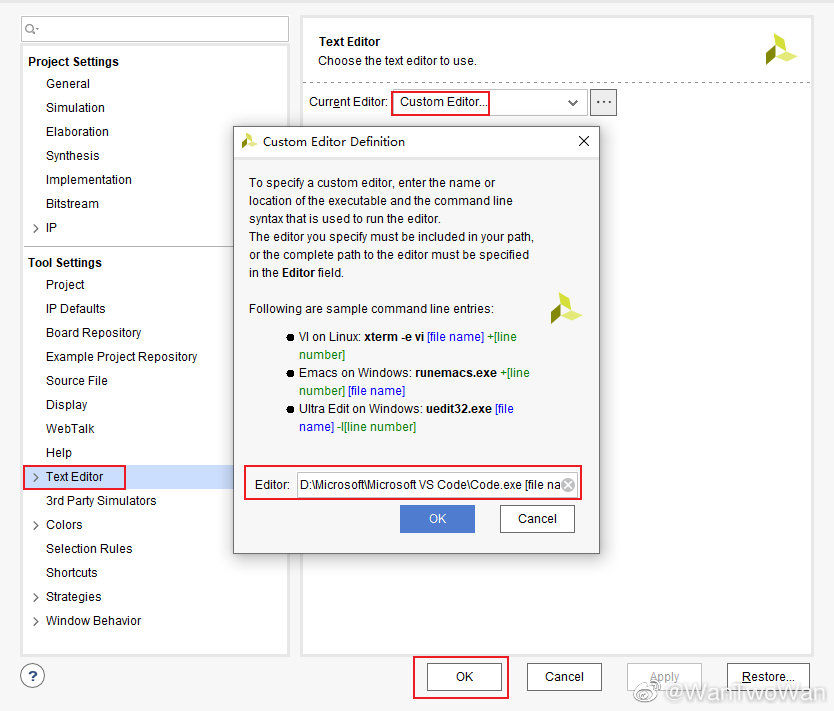 Project Settings
General
Simulation
Elaboration
Synthesis
Implementation
Bitstream
IP
Tool Settings
Project
IP Defaults
Board Repository
Example Project Repository
Source File
Display
WebTalk
Help
Text Editor
3rd Party Simulators
Colors
Selection Rules
Shortcuts
Strategies
Window Behavior
Text Editor
Choose the text editor to use.
Current Editor: Custom Editor... ...
Custom Editor Definition
To specify a custom editor, enter the name or
location of the executable and the command line
syntax that is used to run the editor.
The editor you specify must be included in your path,
or the complete path to the editor must be specified
in the Editor field.
Following are sample command line entries:
● VI on Linux: xterm -e vi [file name] +[line
number]
● Emacs on Windows: runemacs.exe +[line
number] [file name]
● Ultra Edit on Windows: uedit32.exe [file
name] -l[line number]
Editor: D:\Microsoft\Microsoft VS Code\Code.exe [file na
OK Cancel
? OK Cancel Apply Restore...
@WanTwoWan